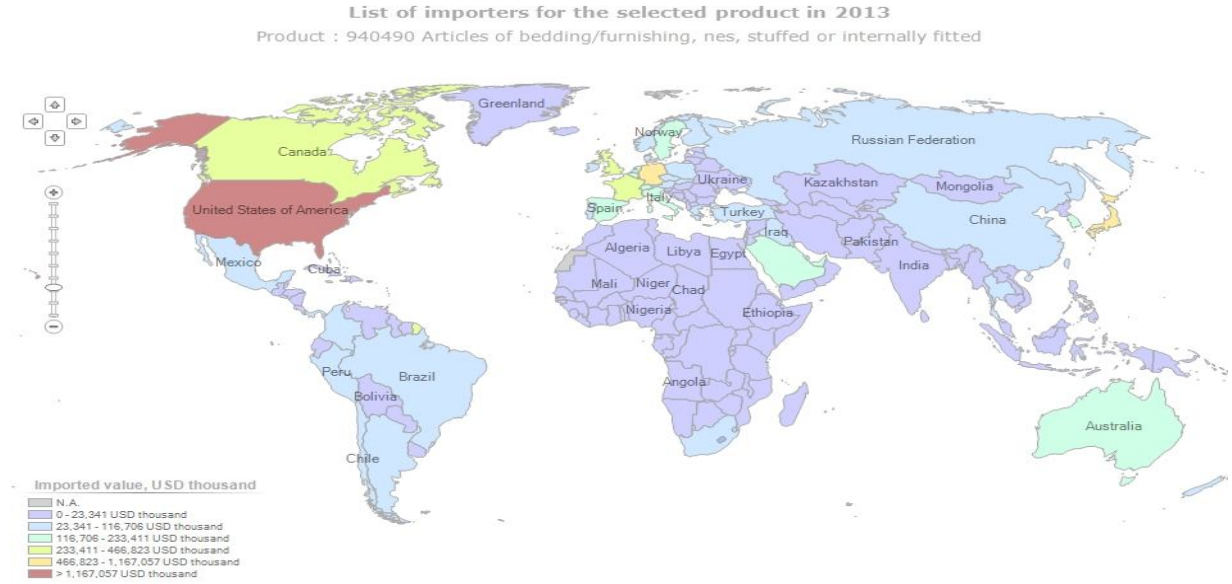 List of importers for the selected product in 2013
Product : 940490 Articles of bedding/furnishing, nes, stuffed or internally fitted
Greenland
Norway
Russian Federation
Canada
Ukraine
Kazakhstan
Mongolia
Italy
United States of America
Spain
Turkey
China
Iraq
Algeria
Libya
Egypt
Pakistan
Mexico
Cuba
India
Mali
Niger
Chad
Nigeria
Ethiopia
Peru
Brazil
Angola
Bolivia
Australia
Chile
Imported value, USD thousand
N.A.
0 - 23,341 USD thousand
23,341 - 116,706 USD thousand
116,706 - 233,411 USD thousand
233,411 - 466,823 USD thousand
466,823 - 1,167,057 USD thousand
> 1,167,057 USD thousand